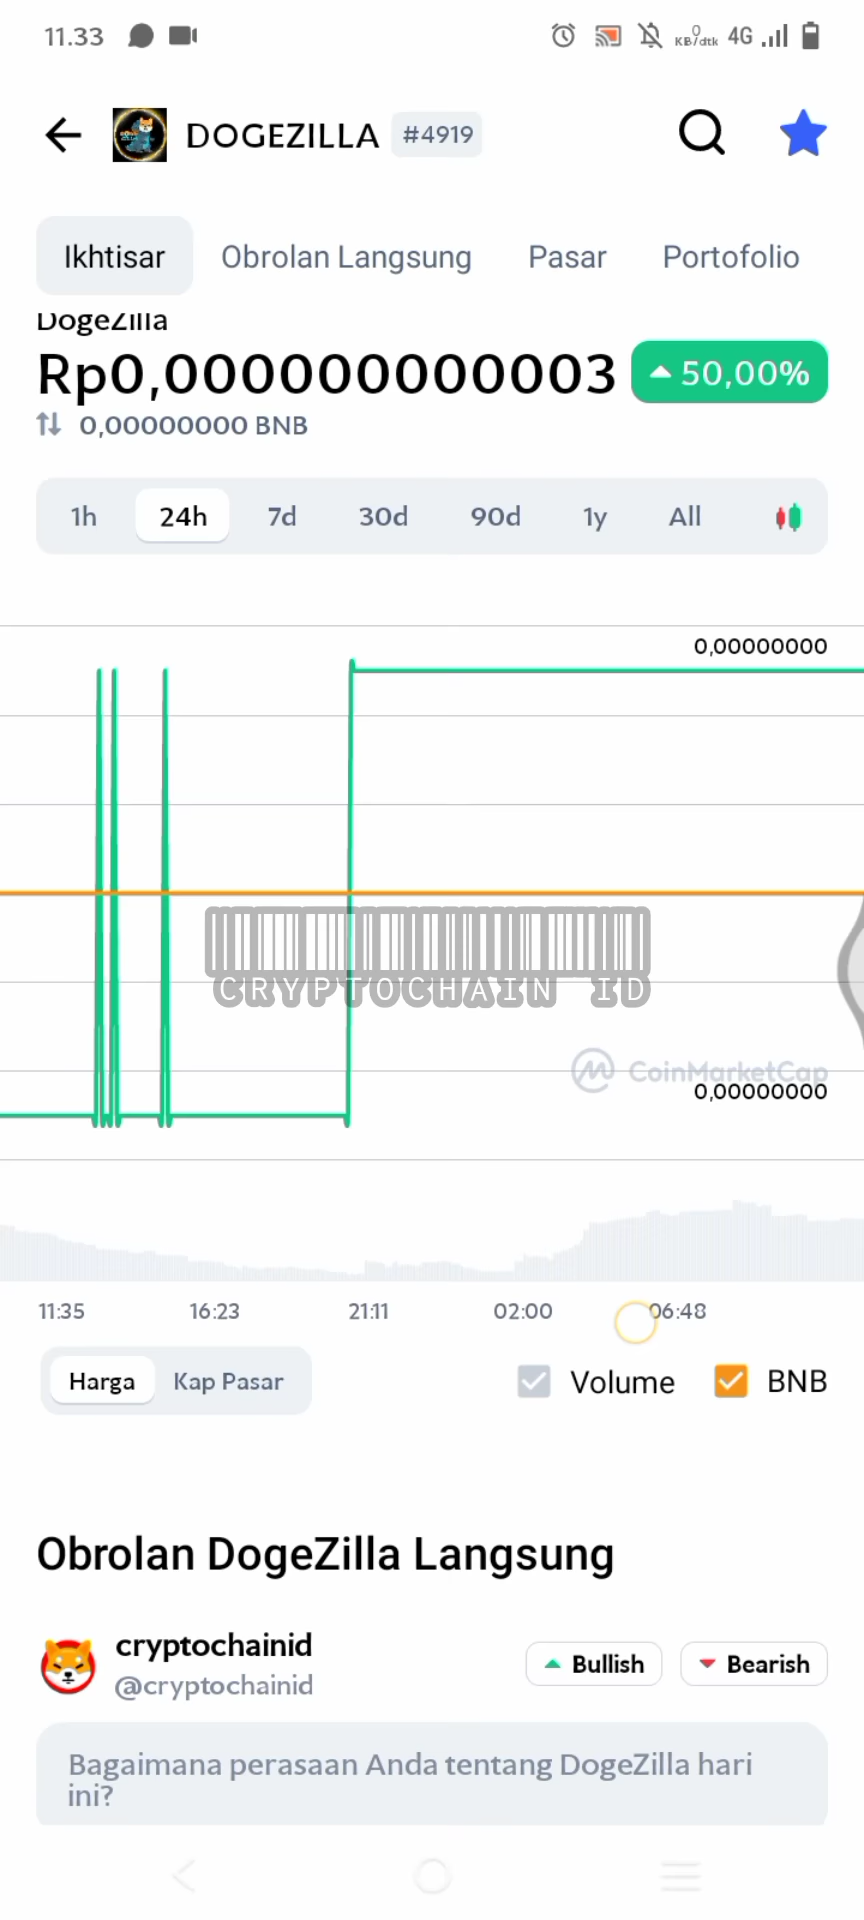 11.33
0
KB/dtk
4G
DOGEZILLA #4919
Ikhtisar Obrolan Langsung Pasar Portofolio
DogeZilla
Rp0,000000000003 50,00%
0,00000000 BNB
1h 24h 7d 30d 90d 1y All
0,00000000
CRYPTOCHAIN ID
CoinMarketCap
0,00000000
11:35 16:23 21:11 02:00 06:48
Harga Kap Pasar Volume BNB
Obrolan DogeZilla Langsung
cryptochainid
@cryptochainid
Bullish Bearish
Bagaimana perasaan Anda tentang DogeZilla hari
ini?